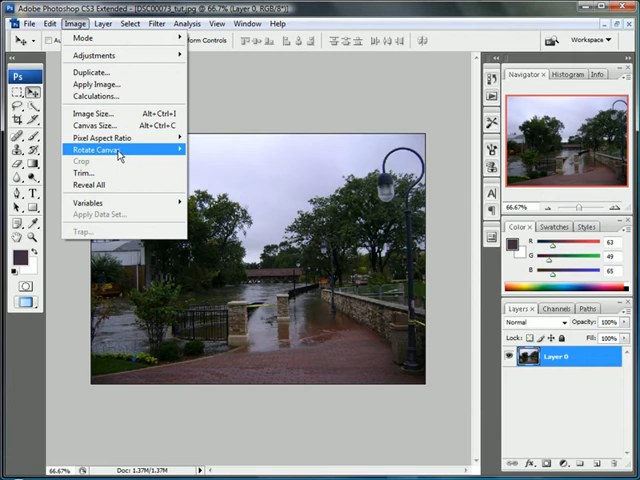 Adobe Photoshop CS3 Extended - [DSC00073_tut.jpg @ 66.7% (Layer 0, RGB/8*)]
File Edit Image Layer Select Filter Analysis View Window Help
Workspace
Mode
Adjustments
Duplicate...
Apply Image...
Calculations...
Image Size... Alt+Ctrl+I
Canvas Size... Alt+Ctrl+C
Pixel Aspect Ratio
Rotate Canvas
Crop
Trim...
Reveal All
Variables
Apply Data Set...
Trap...
Ps
Navigator Histogram Info
66.67%
Color Swatches Styles
R 63
G 49
B 65
Layers Channels Paths
Normal Opacity: 100%
Lock: Fill: 100%
Layer 0
66.67% Doc: 1.37M/1.37M